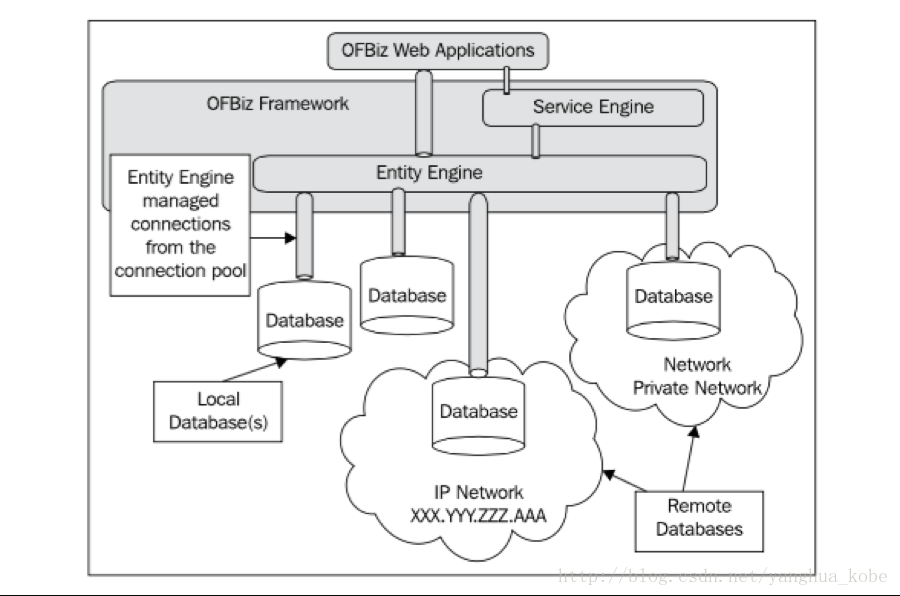 OFBiz Web Applications
OFBiz Framework
Service Engine
Entity Engine
Entity Engine
managed
connections
from the
connection pool
Database
Database
Database
Network
Private Network
Local
Database(s)
Database
IP Network
XXX.YYY.ZZZ.AAA
Remote
Databases
http://blog.csdn.net/yanghua_kobe